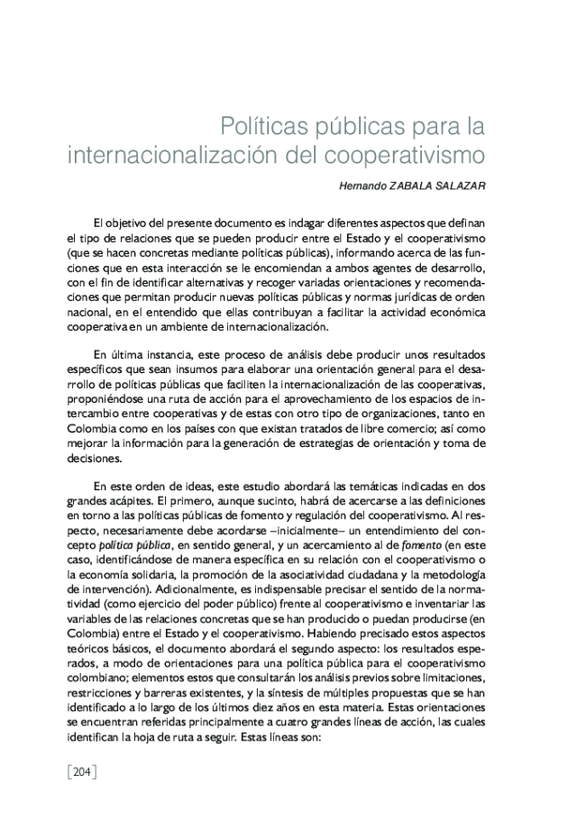 Políticas públicas para la
internacionalización del cooperativismo
Hernando ZABALA SALAZAR
El objetivo del presente documento es indagar diferentes aspectos que definan
el tipo de relaciones que se pueden producir entre el Estado y el cooperativismo
(que se hacen concretas mediante políticas públicas), informando acerca de las fun-
ciones que en esta interacción se le encomiendan a ambos agentes de desarrollo,
con el fin de identificar alternativas y recoger variadas orientaciones y recomenda-
ciones que permitan producir nuevas políticas públicas y normas jurídicas de orden
nacional, en el entendido que ellas contribuyan a facilitar la actividad económica
cooperativa en un ambiente de internacionalización.
En última instancia, este proceso de análisis debe producir unos resultados
específicos que sean insumos para elaborar una orientación general para el desa-
rrollo de políticas públicas que faciliten la internacionalización de las cooperativas,
proponiéndose una ruta de acción para el aprovechamiento de los espacios de in-
tercambio entre cooperativas y de estas con otro tipo de organizaciones, tanto en
Colombia como en los países con que existan tratados de libre comercio; así como
mejorar la información para la generación de estrategias de orientación y toma de
decisiones.
En este orden de ideas, este estudio abordará las temáticas indicadas en dos
grandes acápites. El primero, aunque sucinto, habrá de acercarse a las definiciones
en torno a las políticas públicas de fomento y regulación del cooperativismo. Al res-
pecto, necesariamente debe acordarse –inicialmente– un entendimiento del con-
cepto política pública, en sentido general, y un acercamiento al de fomento (en este
caso, identificándose de manera específica en su relación con el cooperativismo o
la economía solidaria, la promoción de la asociatividad ciudadana y la metodología
de intervención). Adicionalmente, es indispensable precisar el sentido de la norma-
tividad (como ejercicio del poder público) frente al cooperativismo e inventariar las
variables de las relaciones concretas que se han producido o puedan producirse (en
Colombia) entre el Estado y el cooperativismo. Habiendo precisado estos aspectos
teóricos básicos, el documento abordará el segundo aspecto: los resultados espe-
rados, a modo de orientaciones para una política pública para el cooperativismo
colombiano; elementos estos que consultarán los análisis previos sobre limitaciones,
restricciones y barreras existentes, y la síntesis de múltiples propuestas que se han
identificado a lo largo de los últimos diez años en esta materia. Estas orientaciones
se encuentran referidas principalmente a cuatro grandes líneas de acción, las cuales
identifican la hoja de ruta a seguir. Estas líneas son:
[204]